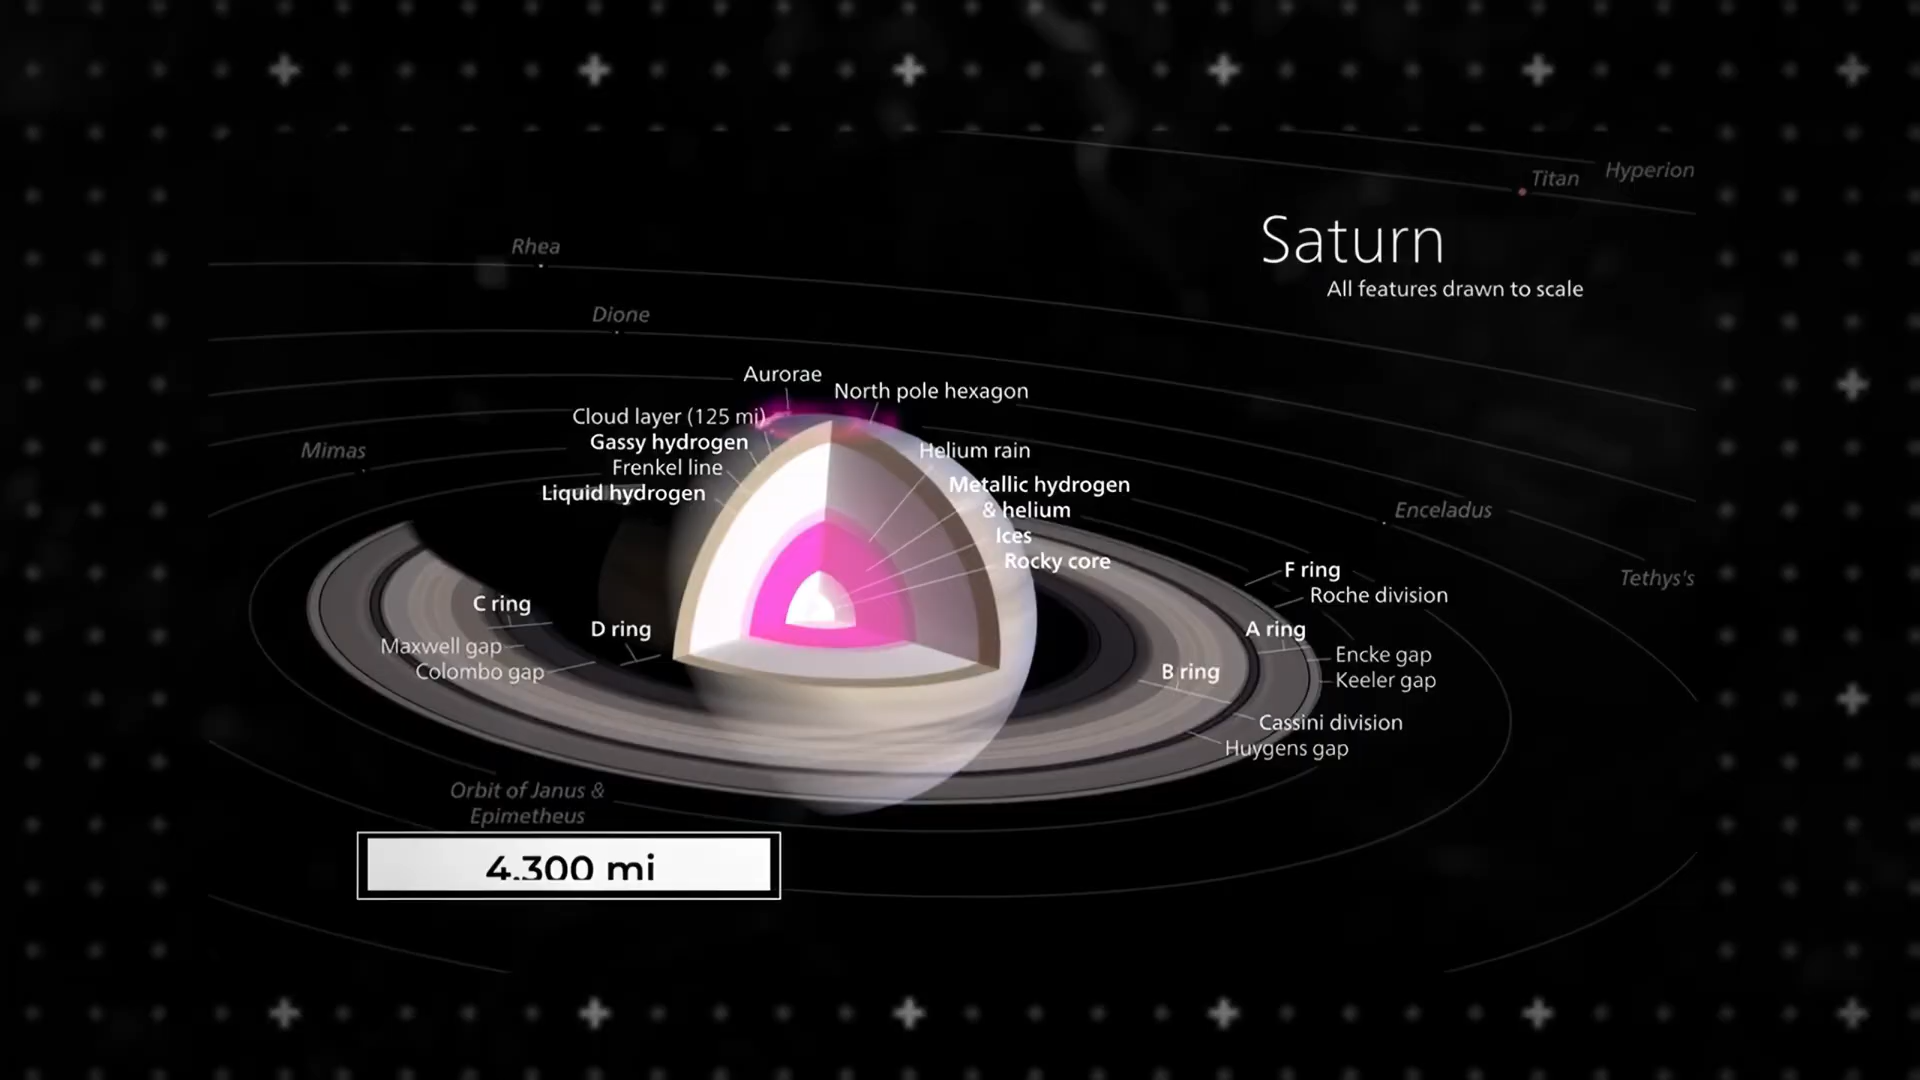 Hyperion
Titan
Saturn
All features drawn to scale
Rhea
Dione
Aurorae
North pole hexagon
Cloud layer (125 mi)
Gassy hydrogen
Frenkel line
Liquid hydrogen
Helium rain
Metallic hydrogen
& helium
Ices
Rocky core
Mimas
Enceladus
Tethys's
F ring
Roche division
C ring
D ring
A ring
Maxwell gap
Colombo gap
Encke gap
Keeler gap
B ring
Cassini division
Huygens gap
Orbit of Janus &
Epimetheus
4.300 mi